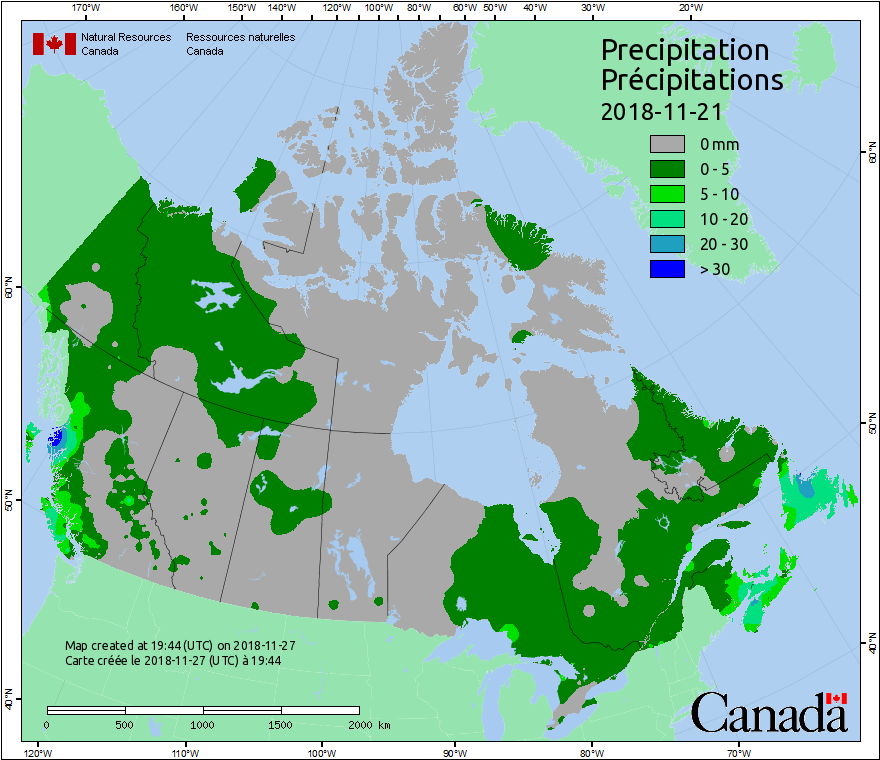 170°W 160°W 150°W 140°W 120°W 100°W 80°W 60°W 50°W 40°W 30°W 20°W
Natural Resources Ressources naturelles
Canada Canada
Precipitation
Précipitations
2018-11-21
0 mm
0 - 5
5 - 10
10 - 20
20 - 30
> 30
60°N
50°N
40°N
60°N
50°N
40°N
Map created at 19:44 (UTC) on 2018-11-27
Carte créée le 2018-11-27 (UTC) à 19:44
0 500 1000 1500 2000 km
Canada
120°W 110°W 100°W 90°W 80°W 70°W